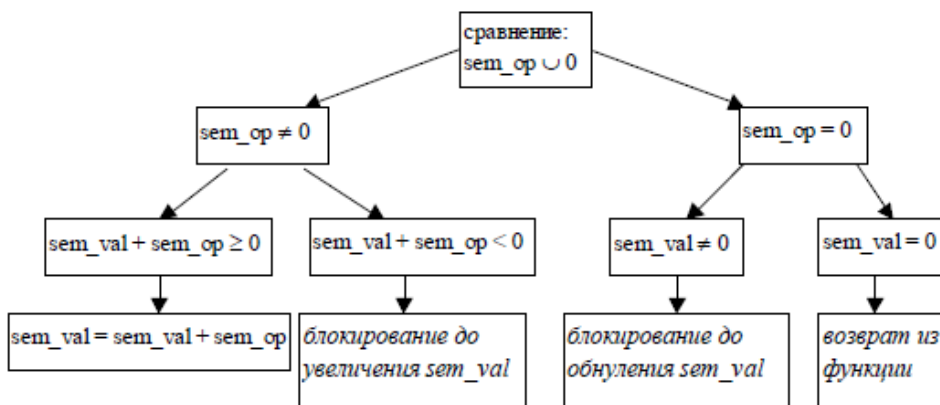 сравнение:
sem_op ∪ 0
sem_op ≠ 0
sem_op = 0
sem_val + sem_op ≥ 0
sem_val + sem_op < 0
sem_val ≠ 0
sem_val = 0
sem_val = sem_val + sem_op
блокирование до
увеличения sem_val
блокирование до
обнуления sem_val
возврат из
функции